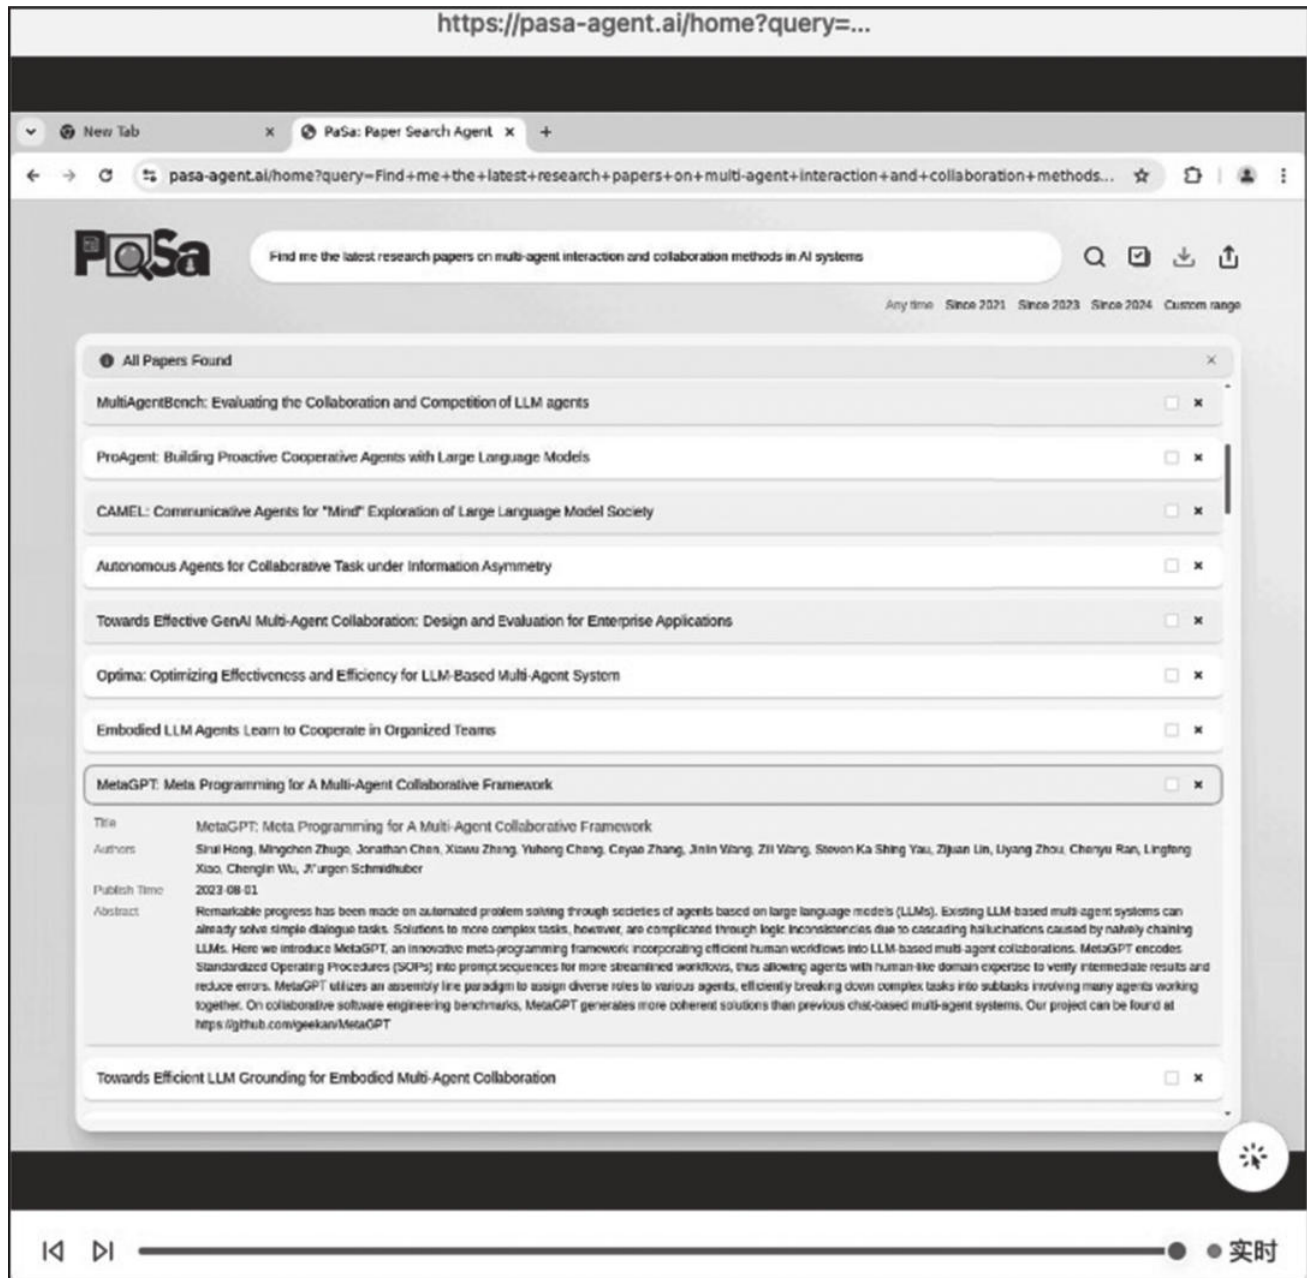 https://pasa-agent.ai/home?query=...
New Tab
PaSa: Paper Search Agent
pasa-agent.ai/home?query=Find+me+the+latest+research+papers+on+multi-agent+interaction+and+collaboration+methods...
PaSa
Find me the latest research papers on multi-agent interaction and collaboration methods in AI systems
Any time Since 2021 Since 2023 Since 2024 Custom range
All Papers Found
MultiAgentBench: Evaluating the Collaboration and Competition of LLM agents
ProAgent: Building Proactive Cooperative Agents with Large Language Models
CAMEL: Communicative Agents for "Mind" Exploration of Large Language Model Society
Autonomous Agents for Collaborative Task under Information Asymmetry
Towards Effective GenAI Multi-Agent Collaboration: Design and Evaluation for Enterprise Applications
Optima: Optimizing Effectiveness and Efficiency for LLM-Based Multi-Agent System
Embodied LLM Agents Learn to Cooperate in Organized Teams
MetaGPT: Meta Programming for A Multi-Agent Collaborative Framework
Title MetaGPT: Meta Programming for A Multi-Agent Collaborative Framework
Authors Sirui Hong, Mingchen Zhuge, Jonathan Chen, Xiawu Zheng, Yuheng Cheng, Ceyao Zhang, Jinlin Wang, Zili Wang, Steven Ka Shing Yau, Zijuan Lin, Liyang Zhou, Chenyu Ran, Lingfeng
Xiao, Chenglin Wu, J\"urgen Schmidhuber
Publish Time 2023-08-01
Abstract Remarkable progress has been made on automated problem solving through societies of agents based on large language models (LLMs). Existing LLM-based multi-agent systems can
already solve simple dialogue tasks. Solutions to more complex tasks, however, are complicated through logic inconsistencies due to cascading hallucinations caused by naively chaining
LLMs. Here we introduce MetaGPT, an innovative meta-programming framework incorporating efficient human workflows into LLM-based multi-agent collaborations. MetaGPT encodes
Standardized Operating Procedures (SOPs) into prompt sequences for more streamlined workflows, thus allowing agents with human-like domain expertise to verify intermediate results and
reduce errors. MetaGPT utilizes an assembly line paradigm to assign diverse roles to various agents, efficiently breaking down complex tasks into subtasks involving many agents working
together. On collaborative software engineering benchmarks, MetaGPT generates more coherent solutions than previous chat-based multi-agent systems. Our project can be found at
https://github.com/geekan/MetaGPT
Towards Efficient LLM Grounding for Embodied Multi-Agent Collaboration
实时